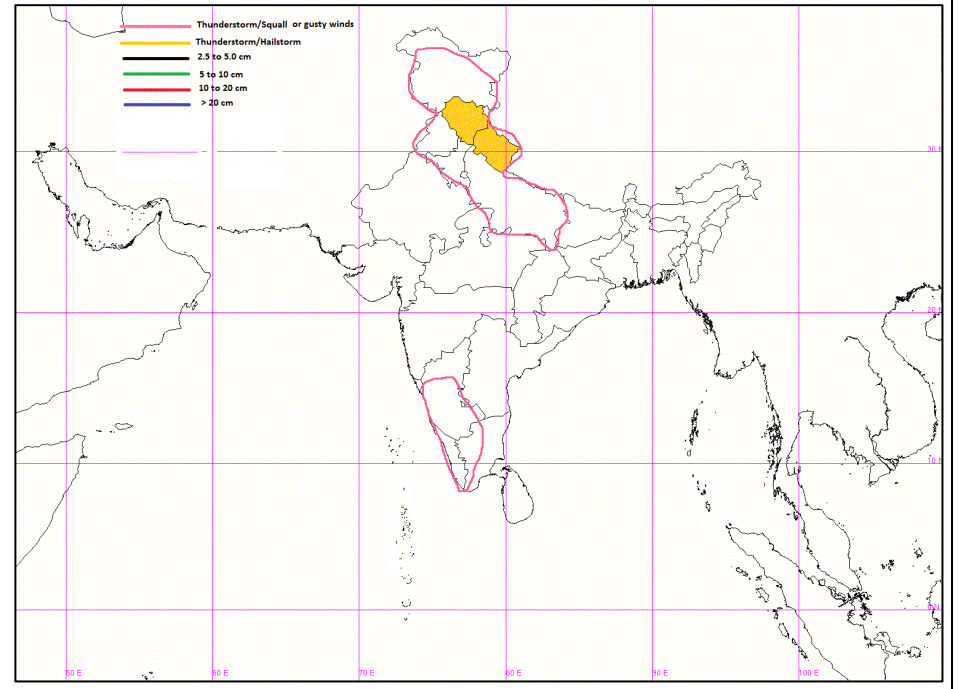 Thunderstorm/Squall or gusty winds
Thunderstorm/Hailstorm
2.5 to 5.0 cm
5 to 10 cm
10 to 20 cm
> 20 cm
30 N
20 N
10 N
50 E
60 E
70 E
80 E
90 E
100 E